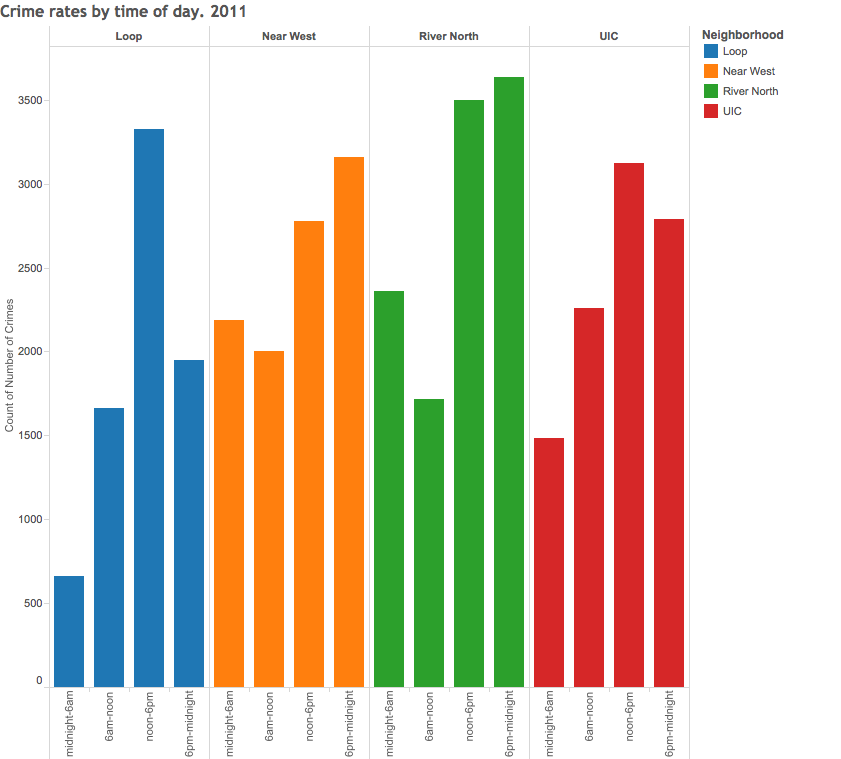 Crime rates by time of day. 2011
Loop
Near West
River North
UIC
Neighborhood
Loop
Near West
River North
UIC
Count of Number of Crimes
3500
3000
2500
2000
1500
1000
500
0
midnight-6am
6am-noon
noon-6pm
6pm-midnight
midnight-6am
6am-noon
noon-6pm
6pm-midnight
midnight-6am
6am-noon
noon-6pm
6pm-midnight
midnight-6am
6am-noon
noon-6pm
6pm-midnight